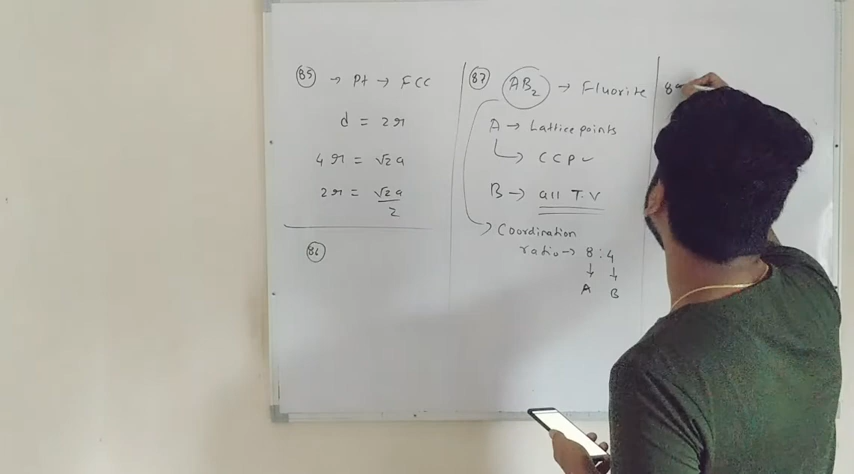 85 → Pt → FCC
d = 2r
4r = √2a
2r = √2a/2
86
87 AB₂ → Fluorite
A → Lattice points
→ CCP ✓
B → all T.V
→ Coordination
ratio → 8 : 4
↓ ↓
A B
8